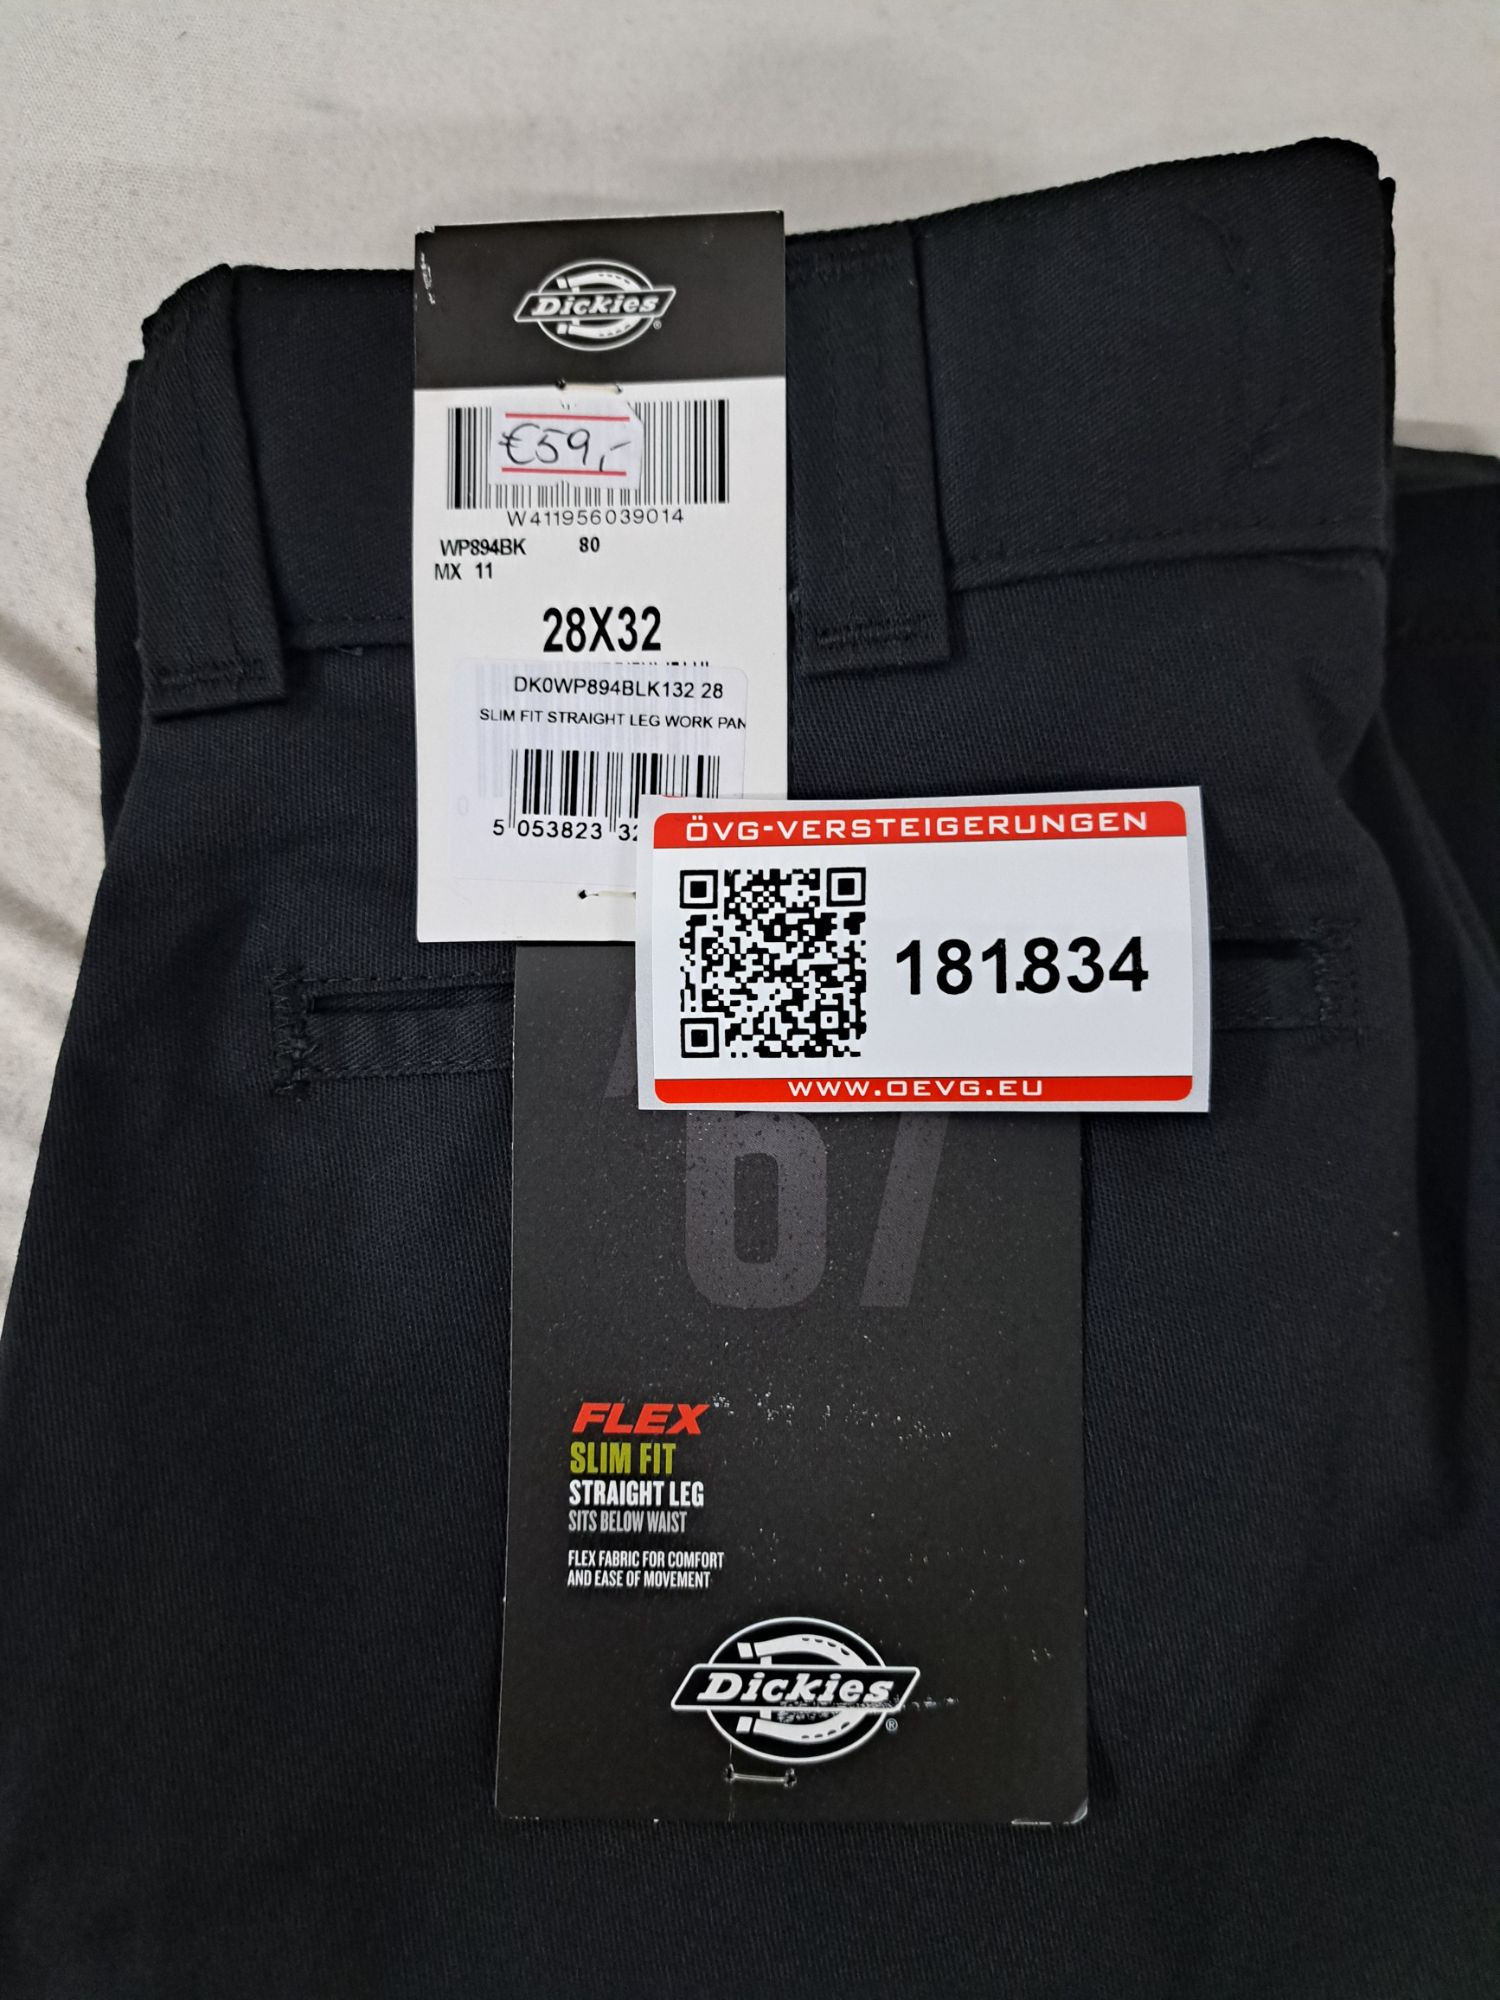 Dickies
®
€59,-
W411956039014
WP894BK 80
MX 11
28X32
DK0WP894BLK132 28
SLIM FIT STRAIGHT LEG WORK PAN
5 053823
ÖVG-VERSTEIGERUNGEN
181.834
WWW.OEVG.EU
67
FLEX
SLIM FIT
STRAIGHT LEG
SITS BELOW WAIST
FLEX FABRIC FOR COMFORT
AND EASE OF MOVEMENT
Dickies
®